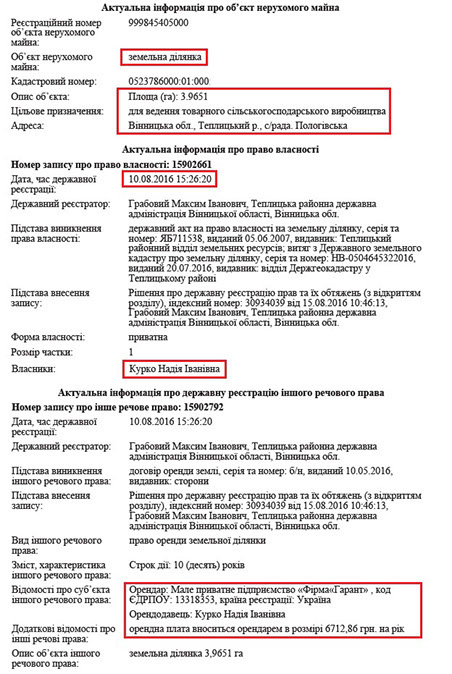 Актуальна інформація про об'єкт нерухомого майна
Реєстраційний номер 999845405000
об'єкта нерухомого
майна:
Об'єкт нерухомого земельна ділянка
майна:
Кадастровий номер: 0523786000:01:000
Опис об'єкта: Площа (га): 3.9651
Цільове призначення: для ведення товарного сільськогосподарського виробництва
Адреса: Вінницька обл., Теплицький р., с/рада. Пологівська
Актуальна інформація про право власності
Номер запису про право власності: 15902661
Дата, час державної 10.08.2016 15:26:20
реєстрації:
Державний реєстратор: Грабовий Максим Іванович, Теплицька районна державна
адміністрація Вінницької області, Вінницька обл.
Підстава виникнення державний акт на право власності на земельну ділянку, серія та
права власності: номер: ЯБ711538, виданий 05.06.2007, видавник: Теплицький
районний відділ земельних ресурсів; витяг з Державного земельного
кадастру про земельну ділянку, серія та номер: НВ-0504645322016,
виданий 20.07.2016, видавник: відділ Держгеокадастру у
Теплицькому районі
Підстава внесення Рішення про державну реєстрацію прав та їх обтяжень (з відкриттям
запису: розділу), індексний номер: 30934039 від 15.08.2016 10:46:13,
Грабовий Максим Іванович, Теплицька районна державна
адміністрація Вінницької області, Вінницька обл.
Форма власності: приватна
Розмір частки: 1
Власники: Курко Надія Іванівна
Актуальна інформація про державну реєстрацію іншого речового права
Номер запису про інше речове право: 15902792
Дата, час державної 10.08.2016 15:26:20
реєстрації:
Державний реєстратор: Грабовий Максим Іванович, Теплицька районна державна
адміністрація Вінницької області, Вінницька обл.
Підстава виникнення договір оренди землі, серія та номер: б/н, виданий 10.05.2016,
іншого речового права: видавник: сторони
Підстава внесення Рішення про державну реєстрацію прав та їх обтяжень (з відкриттям
запису: розділу), індексний номер: 30934039 від 15.08.2016 10:46:13,
Грабовий Максим Іванович, Теплицька районна державна
адміністрація Вінницької області, Вінницька обл.
Вид іншого речового право оренди земельної ділянки
права:
Зміст, характеристика Строк дії: 10 (десять) років
іншого речового права:
Відомості про суб'єкта Орендар: Мале приватне підприємство «Фірма«Гарант» , код
іншого речового права: ЄДРПОУ: 13318353, країна реєстрації: Україна
Орендодавець: Курко Надія Іванівна
Додаткові відомості про орендна плата вноситься орендарем в розмірі 6712,86 грн. на рік
інші речові права:
Опис об'єкта іншого земельна ділянка 3,9651 га
речового права: